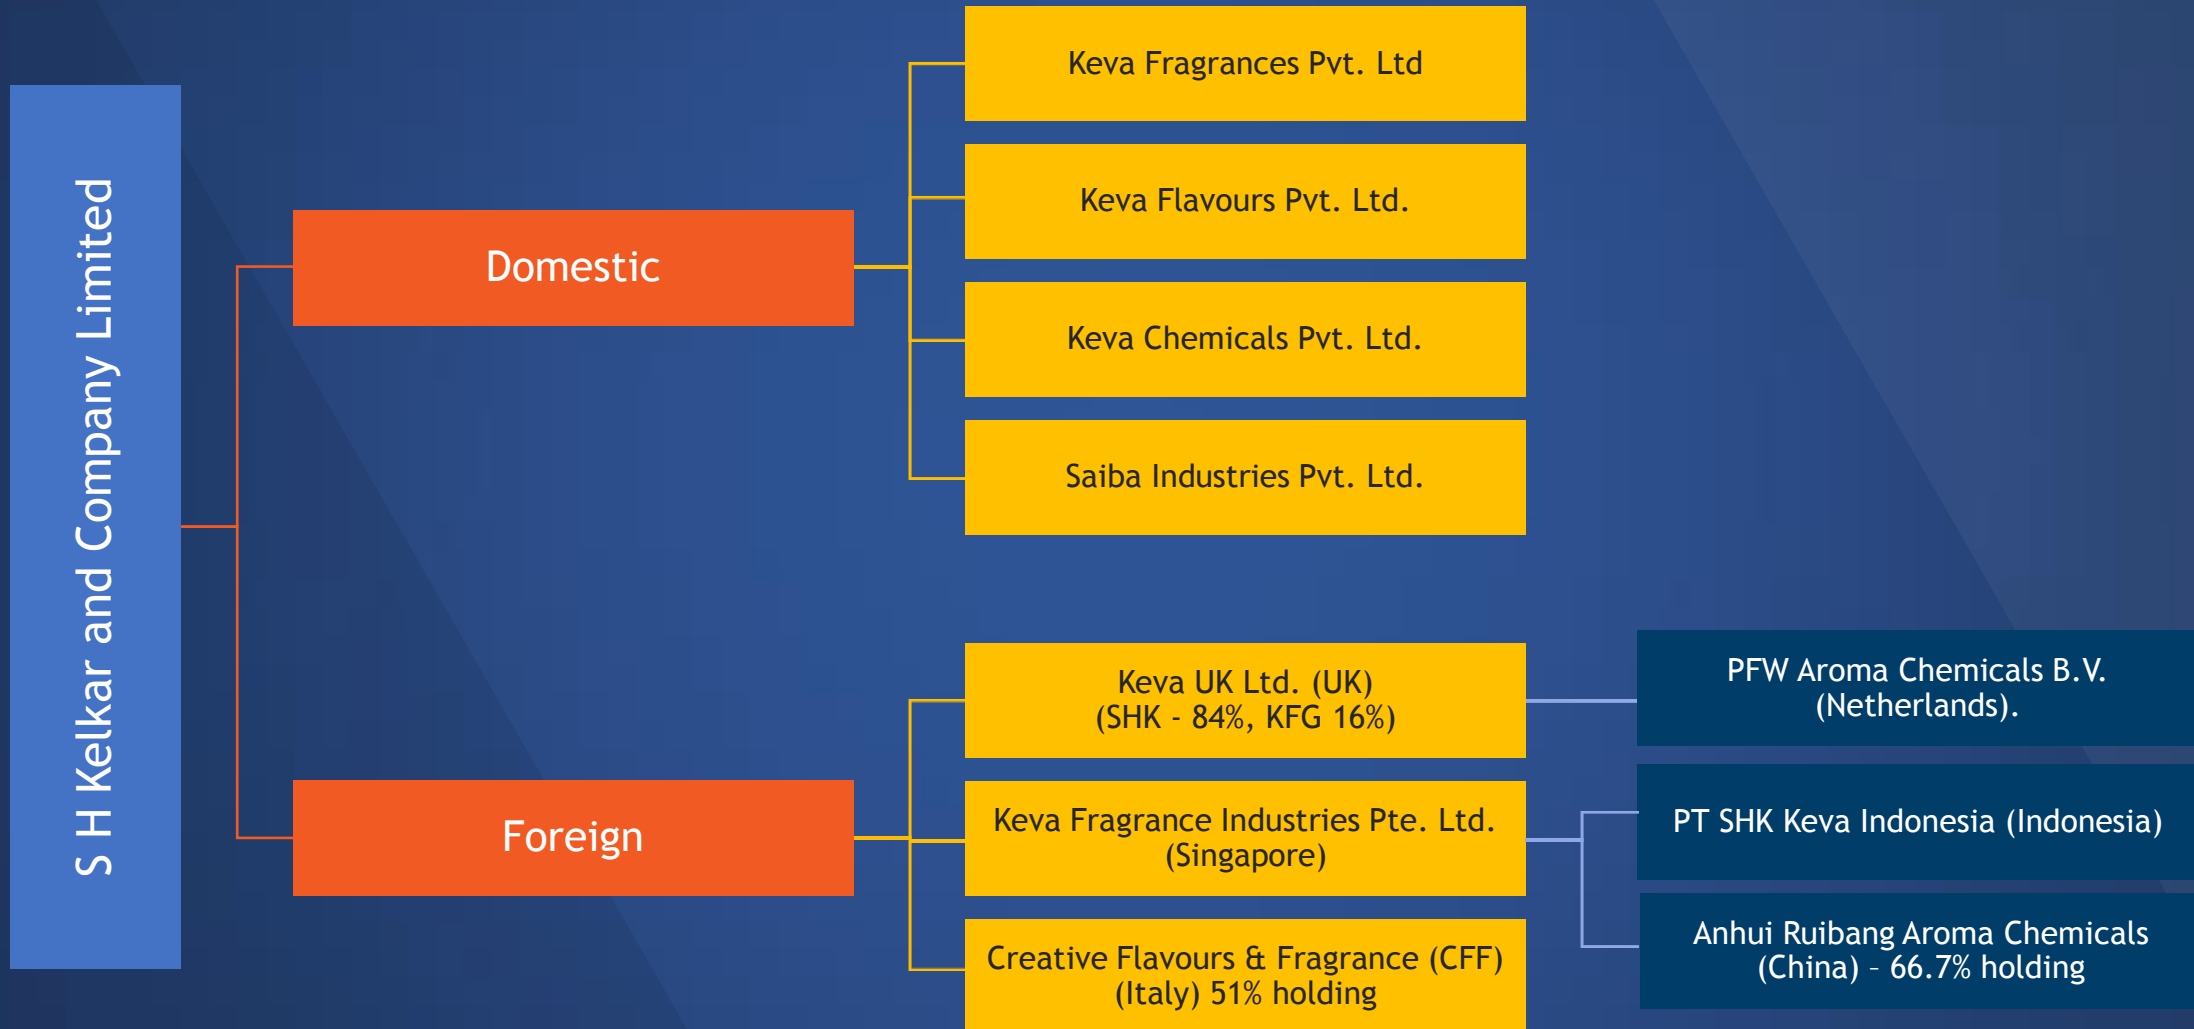 S H Kelkar and Company Limited
Domestic
Keva Fragrances Pvt. Ltd
Keva Flavours Pvt. Ltd.
Keva Chemicals Pvt. Ltd.
Saiba Industries Pvt. Ltd.
Foreign
Keva UK Ltd. (UK)
(SHK - 84%, KFG 16%)
PFW Aroma Chemicals B.V.
(Netherlands).
Keva Fragrance Industries Pte. Ltd.
(Singapore)
PT SHK Keva Indonesia (Indonesia)
Anhui Ruibang Aroma Chemicals
(China) – 66.7% holding
Creative Flavours & Fragrance (CFF)
(Italy) 51% holding